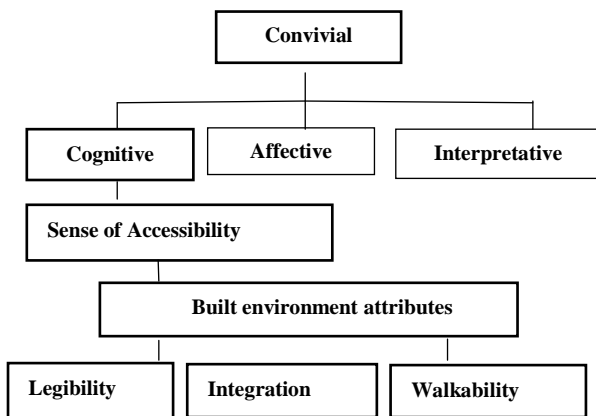 Convivial
Cognitive
Affective
Interpretative
Sense of Accessibility
Built environment attributes
Legibility
Integration
Walkability